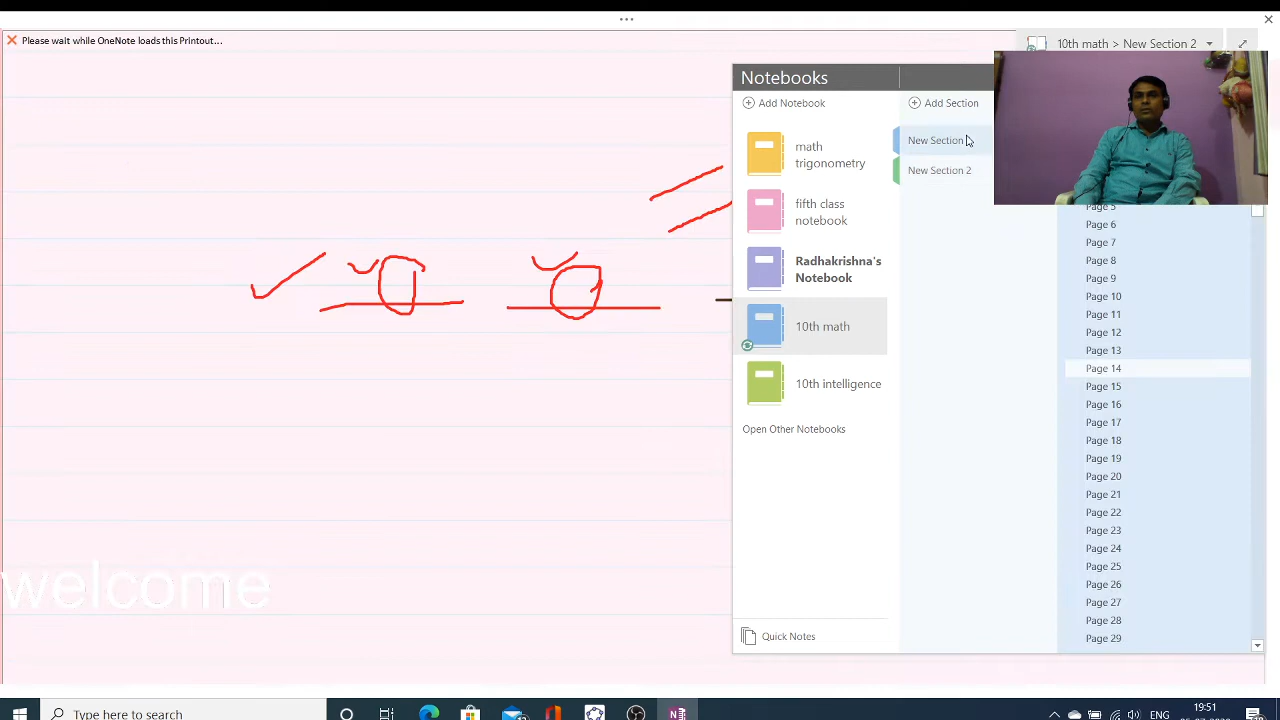 Please wait while OneNote loads this Printout...
10th math > New Section 2
Notebooks
Add Notebook
Add Section
math
trigonometry
fifth class
notebook
Radhakrishna's
Notebook
10th math
10th intelligence
Open Other Notebooks
Quick Notes
New Section
New Section 2
Page 5
Page 6
Page 7
Page 8
Page 9
Page 10
Page 11
Page 12
Page 13
Page 14
Page 15
Page 16
Page 17
Page 18
Page 19
Page 20
Page 21
Page 22
Page 23
Page 24
Page 25
Page 26
Page 27
Page 28
Page 29
welcome
Type here to search
ENG
19:51